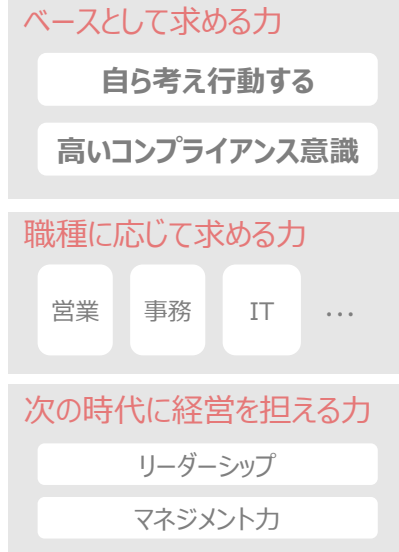 ベースとして求める力
自ら考え行動する
高いコンプライアンス意識
職種に応じて求める力
営業 事務 IT …
次の時代に経営を担える力
リーダーシップ
マネジメント力